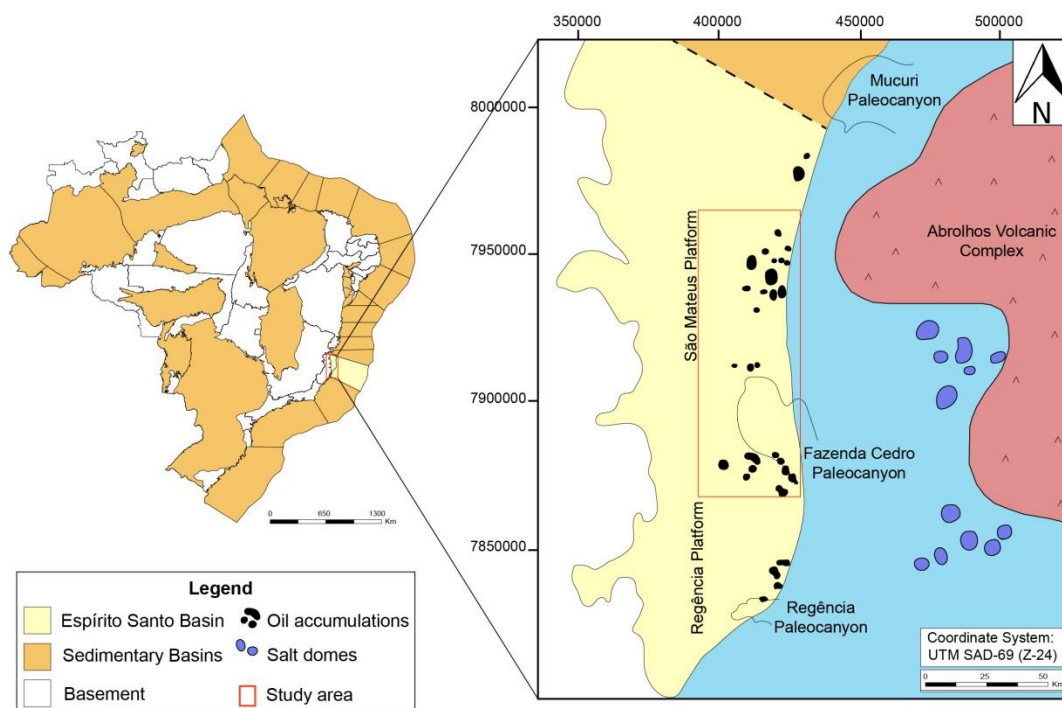 350000 400000 450000 500000
8000000
7950000
7900000
7850000
Mucuri
Paleocanyon
N
Abrolhos Volcanic
Complex
São Mateus Platform
Fazenda Cedro
Paleocanyon
Regência Platform
Regência
Paleocanyon
Coordinate System:
UTM SAD-69 (Z-24)
0 25 50
Km
0 650 1300
Km
Legend
Espírito Santo Basin
Oil accumulations
Sedimentary Basins
Salt domes
Basement
Study area